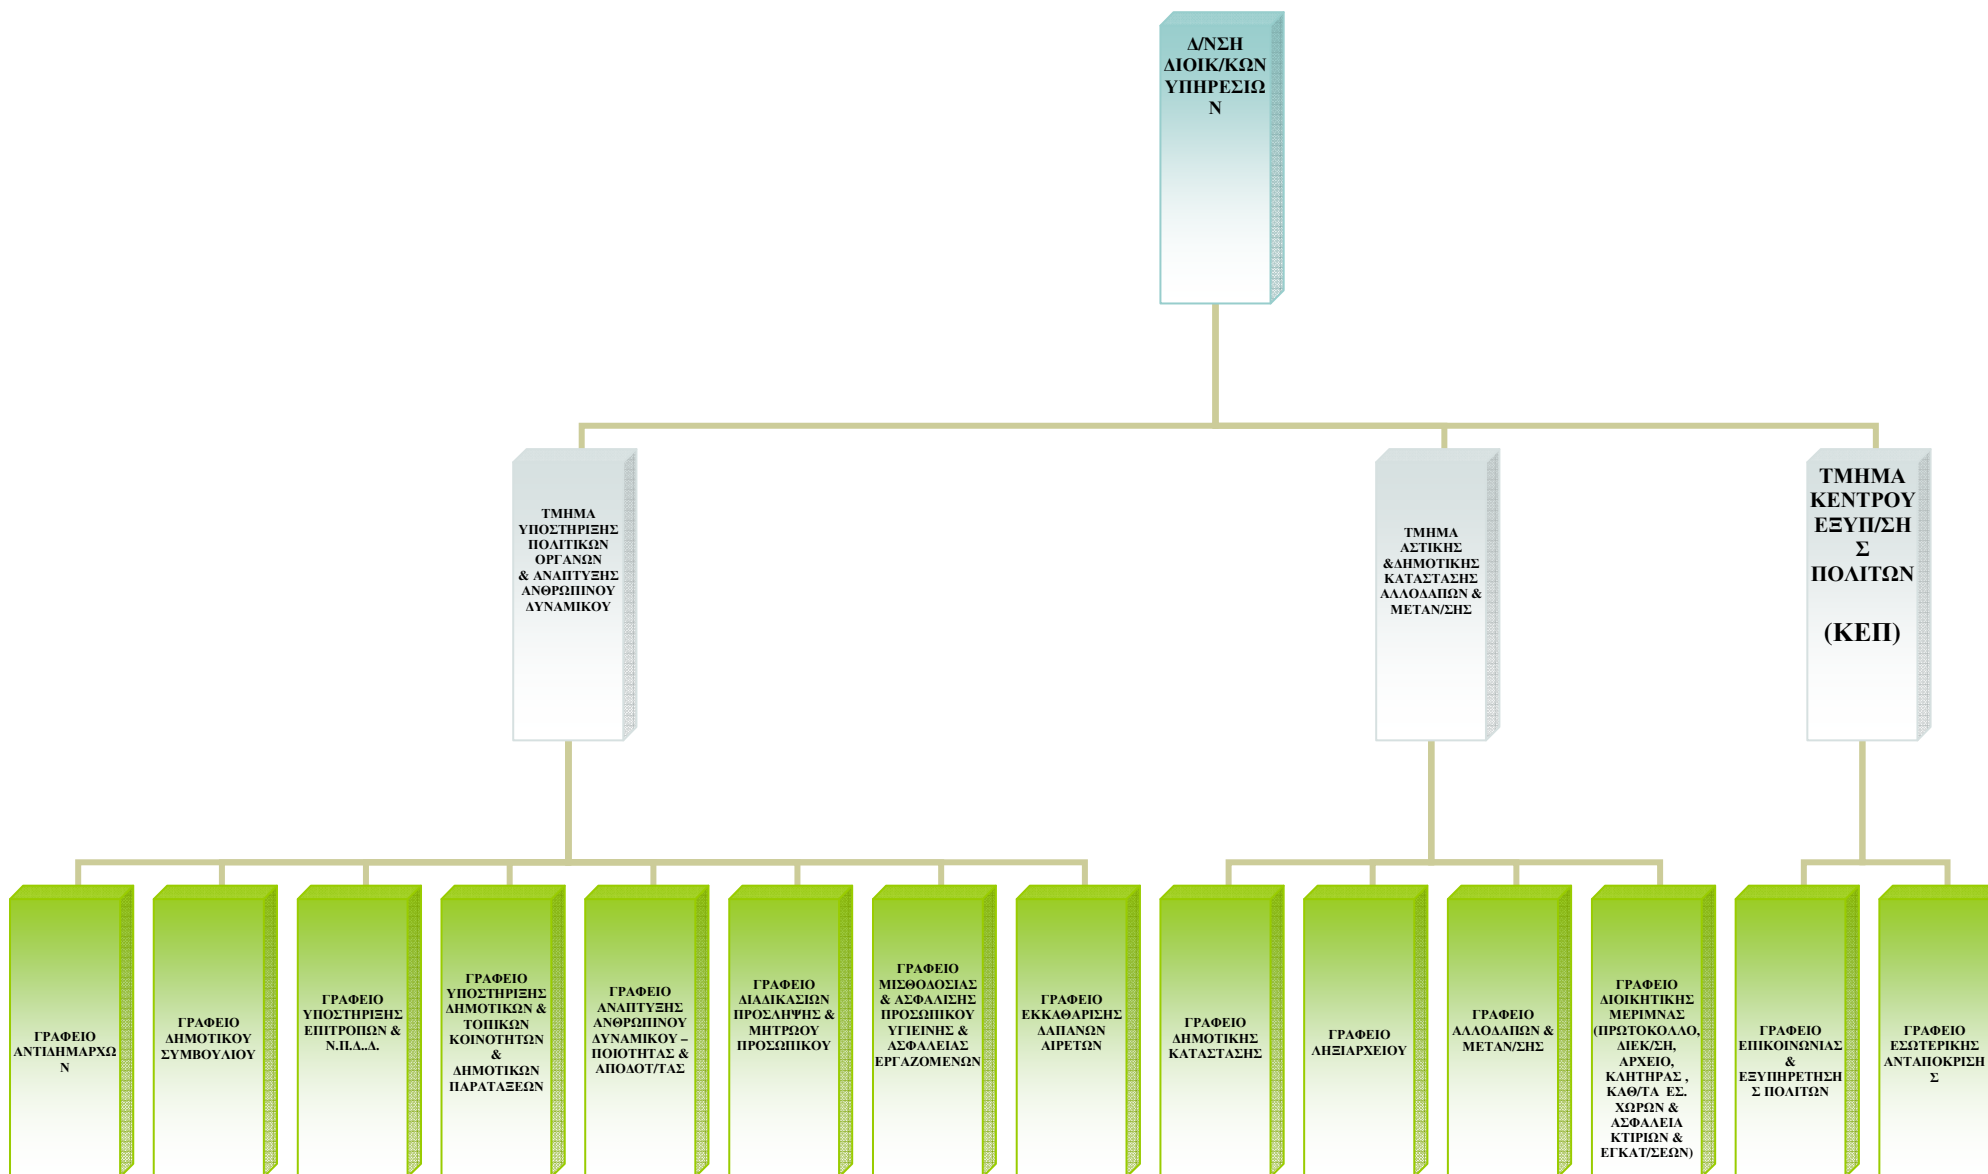 Δ/ΝΣΗ
ΔΙΟΙΚ/ΚΩΝ
ΥΠΗΡΕΣΙΩ
Ν
ΤΜΗΜΑ
ΥΠΟΣΤΗΡΙΞΗΣ
ΠΟΛΙΤΙΚΩΝ
ΟΡΓΑΝΩΝ
& ΑΝΑΠΤΥΞΗΣ
ΑΝΘΡΩΠΙΝΟΥ
ΔΥΝΑΜΙΚΟΥ
ΤΜΗΜΑ
ΑΣΤΙΚΗΣ
&ΔΗΜΟΤΙΚΗΣ
ΚΑΤΑΣΤΑΣΗΣ
ΑΛΛΟΔΑΠΩΝ &
ΜΕΤΑΝ/ΣΗΣ
ΤΜΗΜΑ
ΚΕΝΤΡΟΥ
ΕΞΥΠ/ΣΗ
Σ
ΠΟΛΙΤΩΝ
(ΚΕΠ)
ΓΡΑΦΕΙΟ
ΑΝΤΙΔΗΜΑΡΧΩ
Ν
ΓΡΑΦΕΙΟ
ΔΗΜΟΤΙΚΟΥ
ΣΥΜΒΟΥΛΙΟΥ
ΓΡΑΦΕΙΟ
ΥΠΟΣΤΗΡΙΞΗΣ
ΕΠΙΤΡΟΠΩΝ &
Ν.Π.Δ..Δ.
ΓΡΑΦΕΙΟ
ΥΠΟΣΤΗΡΙΞΗΣ
ΔΗΜΟΤΙΚΩΝ &
ΤΟΠΙΚΩΝ
ΚΟΙΝΟΤΗΤΩΝ
&
ΔΗΜΟΤΙΚΩΝ
ΠΑΡΑΤΑΞΕΩΝ
ΓΡΑΦΕΙΟ
ΑΝΑΠΤΥΞΗΣ
ΑΝΘΡΩΠΙΝΟΥ
ΔΥΝΑΜΙΚΟΥ –
ΠΟΙΟΤΗΤΑΣ &
ΑΠΟΔΟΤ/ΤΑΣ
ΓΡΑΦΕΙΟ
ΔΙΑΔΙΚΑΣΙΩΝ
ΠΡΟΣΛΗΨΗΣ &
ΜΗΤΡΩΟΥ
ΠΡΟΣΩΠΙΚΟΥ
ΓΡΑΦΕΙΟ
ΜΙΣΘΟΔΟΣΙΑΣ
& ΑΣΦΑΛΙΣΗΣ
ΠΡΟΣΩΠΙΚΟΥ
ΥΓΙΕΙΝΗΣ &
ΑΣΦΑΛΕΙΑΣ
ΕΡΓΑΖΟΜΕΝΩΝ
ΓΡΑΦΕΙΟ
ΕΚΚΑΘΑΡΙΣΗΣ
ΔΑΠΑΝΩΝ
ΑΙΡΕΤΩΝ
ΓΡΑΦΕΙΟ
ΔΗΜΟΤΙΚΗΣ
ΚΑΤΑΣΤΑΣΗΣ
ΓΡΑΦΕΙΟ
ΛΗΞΙΑΡΧΕΙΟΥ
ΓΡΑΦΕΙΟ
ΑΛΛΟΔΑΠΩΝ &
ΜΕΤΑΝ/ΣΗΣ
ΓΡΑΦΕΙΟ
ΔΙΟΙΚΗΤΙΚΗΣ
ΜΕΡΙΜΝΑΣ
(ΠΡΩΤΟΚΟΛΛΟ,
ΔΙΕΚ/ΣΗ,
ΑΡΧΕΙΟ,
ΚΛΗΤΗΡΑΣ ,
ΚΑΘ/ΤΑ ΕΣ.
ΧΩΡΩΝ &
ΑΣΦΑΛΕΙΑ
ΚΤΙΡΙΩΝ &
ΕΓΚΑΤ/ΣΕΩΝ)
ΓΡΑΦΕΙΟ
ΕΠΙΚΟΙΝΩΝΙΑΣ
&
ΕΞΥΠΗΡΕΤΗΣΗ
Σ ΠΟΛΙΤΩΝ
ΓΡΑΦΕΙΟ
ΕΣΩΤΕΡΙΚΗΣ
ΑΝΤΑΠΟΚΡΙΣΗ
Σ